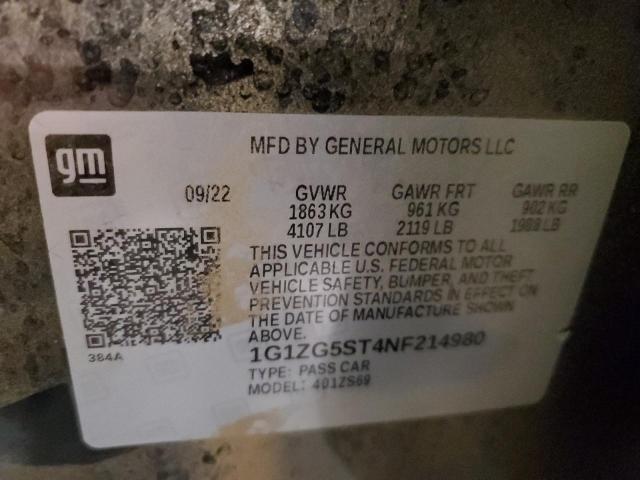 gm
MFD BY GENERAL MOTORS LLC
09/22 GVWR GAWR FRT GAWR RR
1863 KG 961 KG 902 KG
4107 LB 2119 LB 1988 LB
THIS VEHICLE CONFORMS TO ALL
APPLICABLE U.S. FEDERAL MOTOR
VEHICLE SAFETY, BUMPER, AND THEFT
PREVENTION STANDARDS IN EFFECT ON
THE DATE OF MANUFACTURE SHOWN
ABOVE.
384A
1G1ZG5ST4NF214980
TYPE: PASS CAR
MODEL: 401ZS69